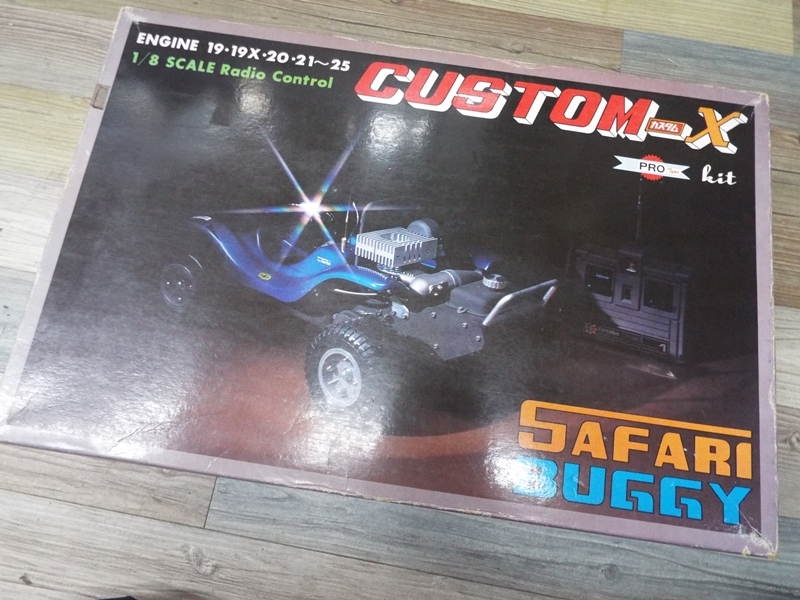 ENGINE 19·19X·20·21～25
1/8 SCALE Radio Control
CUSTOM-X
カスタム
PRO
kit
SAFARI
BUGGY